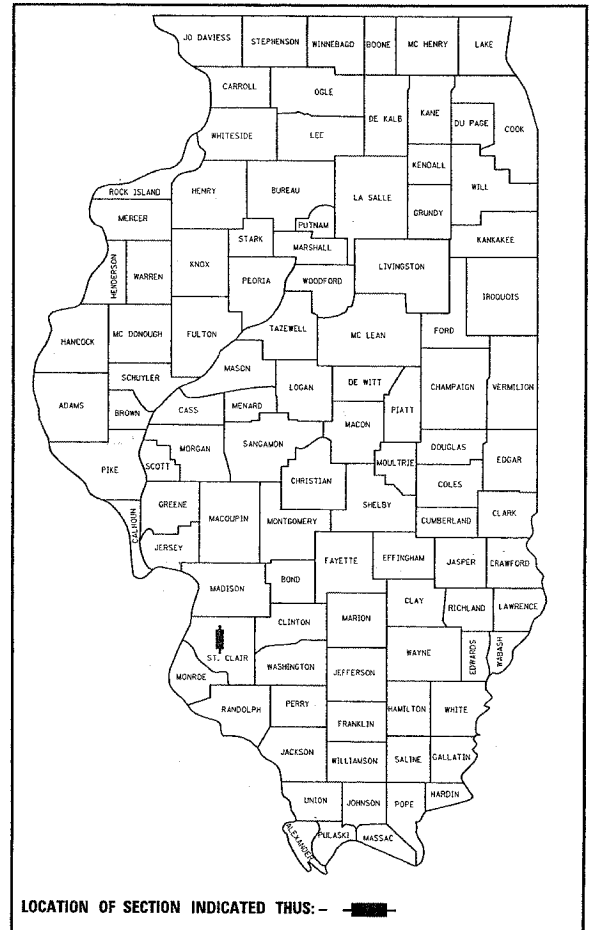 JO DAVIESS STEPHENSON WINNEBAGO BOONE MC HENRY LAKE
CARROLL OGLE DE KALB KANE DU PAGE COOK
WHITESIDE LEE
KENDALL WILL
ROCK ISLAND HENRY BUREAU LA SALLE GRUNDY
MERCER PUTNAM
STARK MARSHALL KANKAKEE
HENDERSON WARREN KNOX PEORIA WOODFORD LIVINGSTON IROQUOIS
HANCOCK MC DONOUGH FULTON TAZEWELL MC LEAN FORD
MASON
SCHUYLER LOGAN DE WITT CHAMPAIGN VERMILION
ADAMS BROWN CASS MENARD PIATT
MACON
MORGAN SANGAMON DOUGLAS
PIKE SCOTT CHRISTIAN MOULTRIE EDGAR
COLES
GREENE MACOUPIN SHELBY
CALHOUN MONTGOMERY CUMBERLAND CLARK
JERSEY
FAYETTE EFFINGHAM JASPER CRAWFORD
MADISON BOND
CLAY RICHLAND LAWRENCE
CLINTON MARION
WAYNE EDWARDS WABASH
ST. CLAIR WASHINGTON JEFFERSON
MONROE
RANDOLPH PERRY HAMILTON WHITE
FRANKLIN
JACKSON WILLIAMSON SALINE GALLATIN
UNION JOHNSON POPE HARDIN
ALEXANDER PULASKI MASSAC
LOCATION OF SECTION INDICATED THUS: -